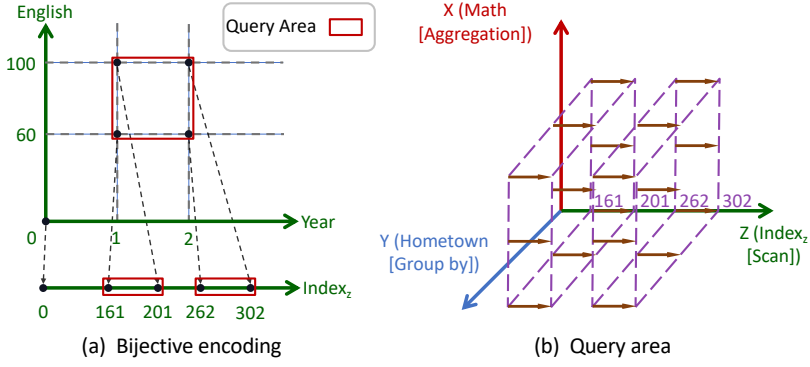 English
Query Area
100
60
0
1
2
Year
Index_z
0
161
201
262
302
(a) Bijective encoding
X (Math
[Aggregation])
161
201
262
302
Y (Hometown
[Group by])
Z (Index_z
[Scan])
(b) Query area